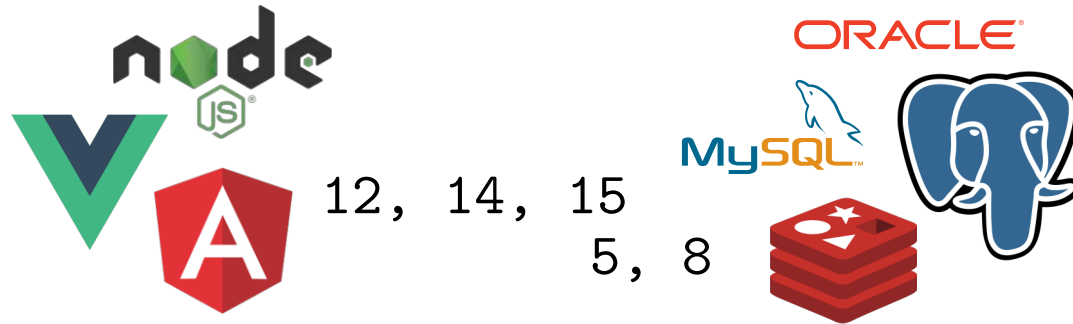 ORACLE
node
JS
MySQL
A
12, 14, 15
5, 8